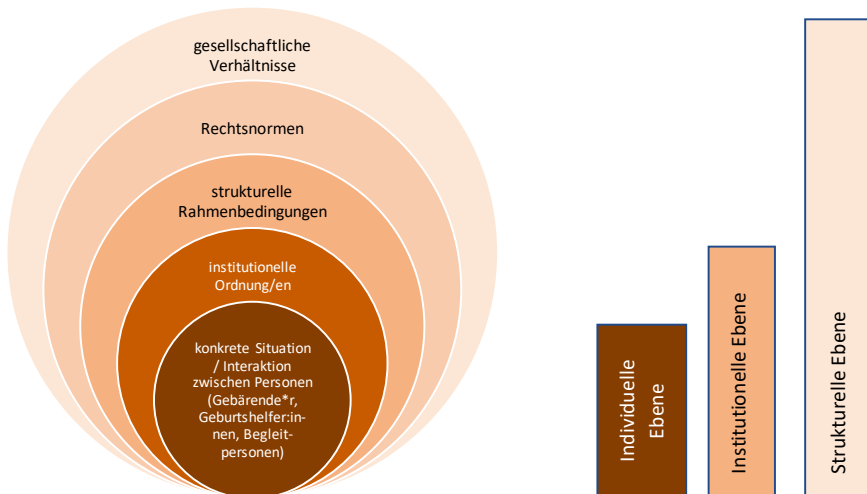 gesellschaftliche
Verhältnisse
Rechtsnormen
strukturelle
Rahmenbedingungen
institutionelle
Ordnung/en
konkrete Situation
/ Interaktion
zwischen Personen
(Gebärende*r,
Geburtshelfer:in-
nen, Begleit-
personen)
Individuelle
Ebene
Institutionelle Ebene
Strukturelle Ebene